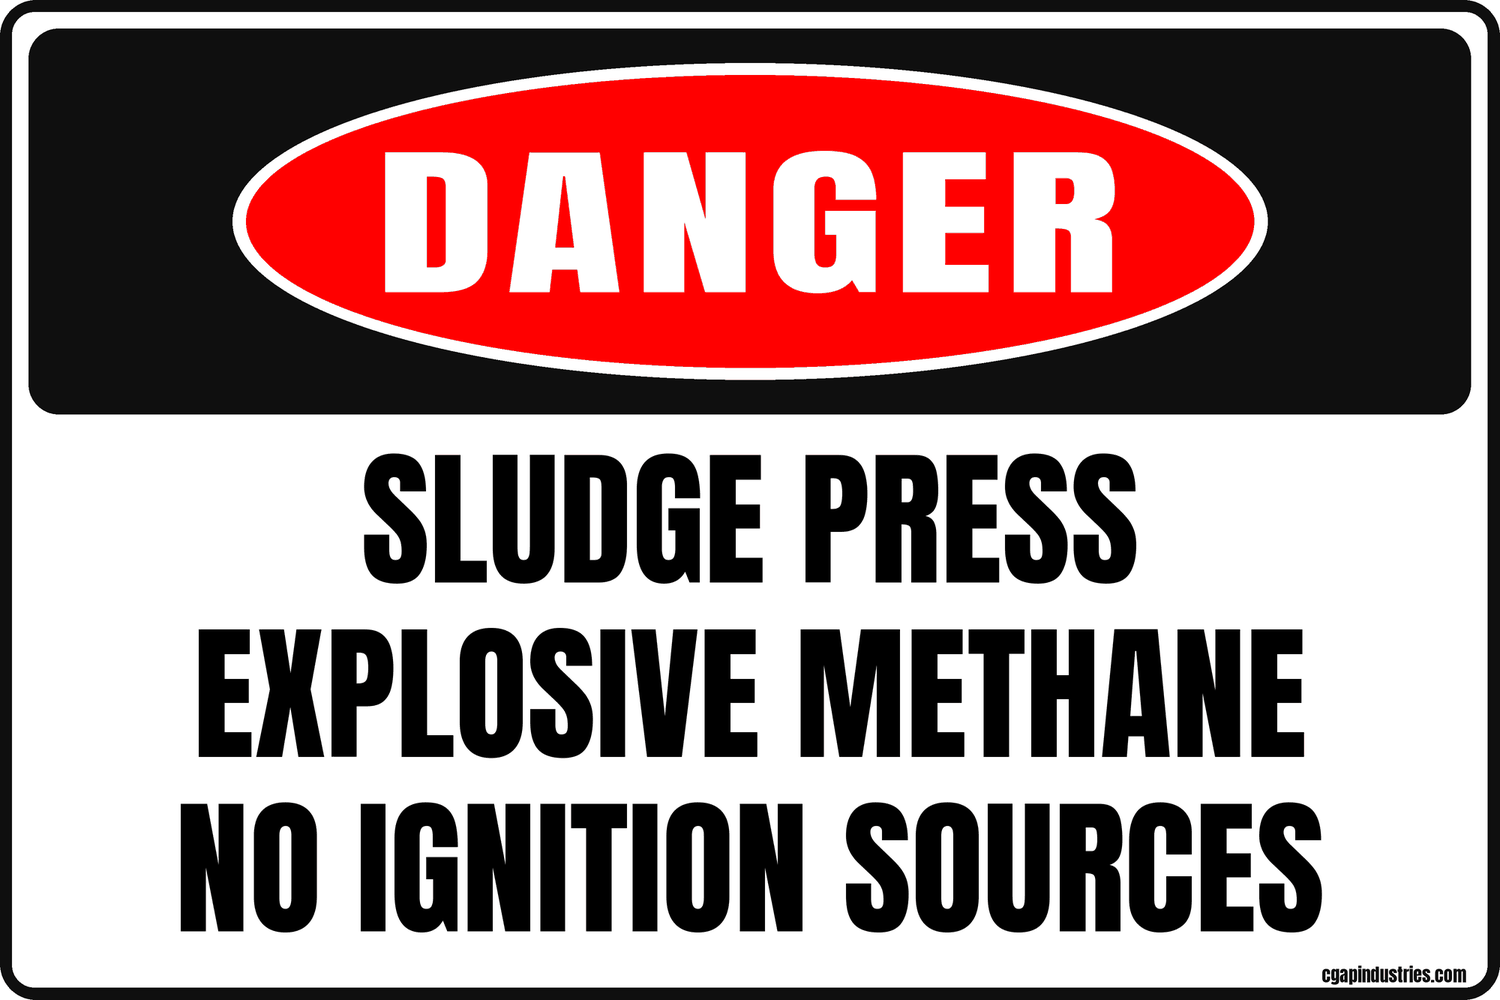 DANGER
SLUDGE PRESS
EXPLOSIVE METHANE
NO IGNITION SOURCES
cgapindustries.com